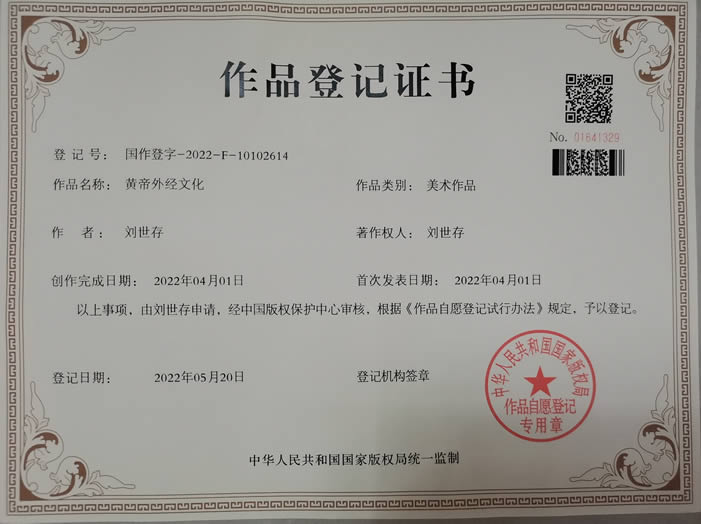 作品登记证书
No. 01641329
登 记 号： 国作登字-2022-F-10102614
作品名称： 黄帝外经文化 作品类别： 美术作品
作 者： 刘世存 著作权人： 刘世存
创作完成日期： 2022年04月01日 首次发表日期： 2022年04月01日
以上事项，由刘世存申请，经中国版权保护中心审核，根据《作品自愿登记试行办法》规定，予以登记。
登记日期： 2022年05月20日 登记机构签章
中华人民共和国国家版权局
作品自愿登记
专用章
中华人民共和国国家版权局统一监制